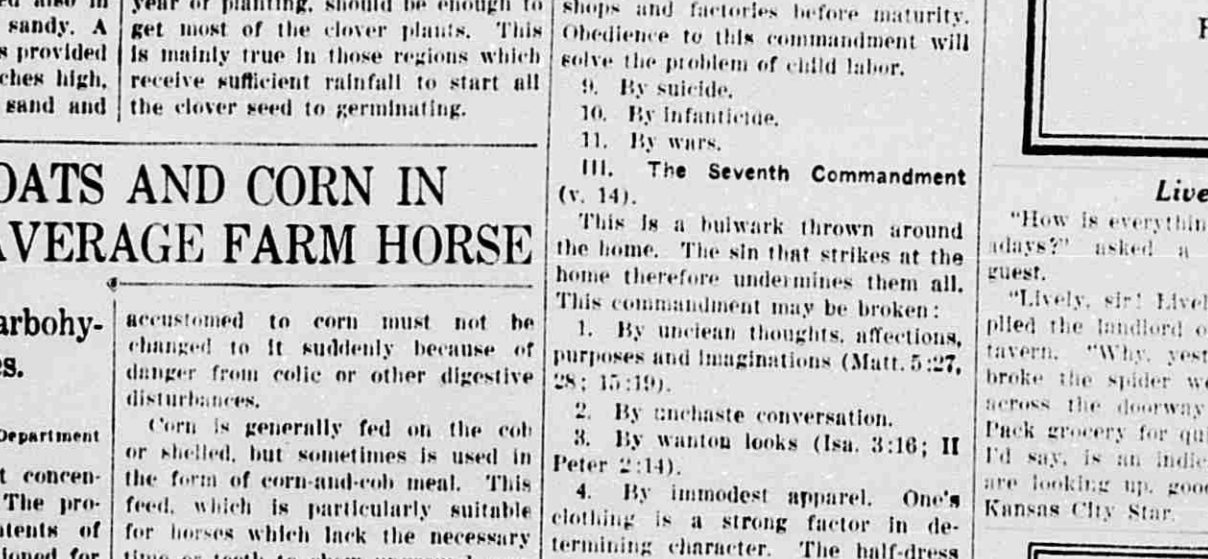 sandy. A
provided
ches high,
sand and
year of planting, should be enough to
get most of the clover plants. This
is mainly true in those regions which
receive sufficient rainfall to start all
the clover seed to germinating.
OATS AND CORN IN
AVERAGE FARM HORSE
arbohy-
s.
Department
t concen-
The pro-
tents of
accustomed to corn must not be
changed to it suddenly because of
danger from colic or other digestive
disturbances.
Corn is generally fed on the cob
or shelled, but sometimes is used in
the form of corn-and-cob meal. This
feed, which is particularly suitable
for horses which lack the necessary
shops and factories before maturity.
Obedience to this commandment will
solve the problem of child labor.
9. By suicide.
10. By infanticide.
11. By wars.
III. The Seventh Commandment
(v. 14).
This is a bulwark thrown around
the home. The sin that strikes at the
home therefore undermines them all.
This commandment may be broken:
1. By unclean thoughts, affections,
purposes and imaginations (Matt. 5:27,
28; 15:19).
2. By unchaste conversation.
3. By wanton looks (Isa. 3:16; II
Peter 2:14).
4. By immodest apparel. One's
clothing is a strong factor in de-
termining character. The half-dress
Live
"How is everythin
adays?" asked a
guest.
"Lively, sir! Livel
plied the landlord o
tavern. "Why, yest
broke the spider we
across the doorway
Pack grocery for qui
I'd say, is an indic
are looking up, good
Kansas City Star.